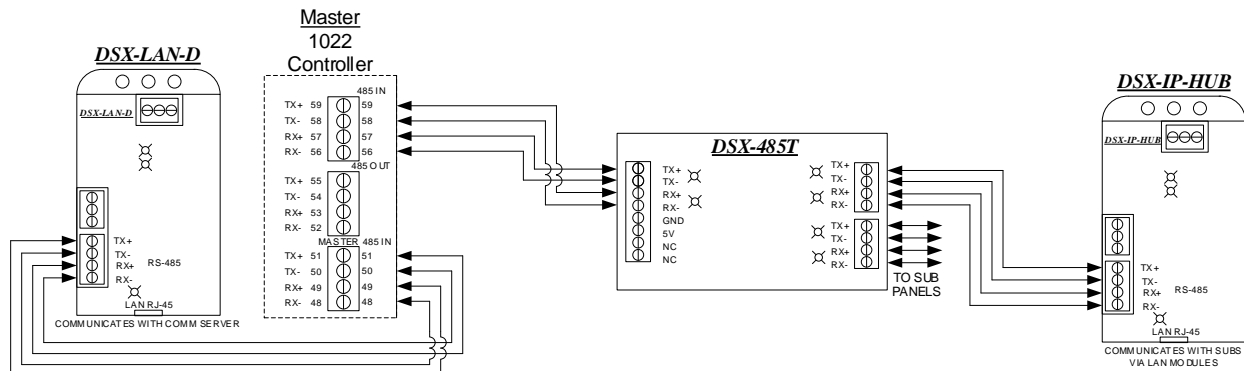 DSX-LAN-D
DSX-LAN-D
TX+
TX-
RX+
RX-
RS-485
LAN RJ-45
COMMUNICATES WITH COMM SERVER
Master
1022
Controller
485 IN
TX+ 59 59
TX- 58 58
RX+ 57 57
RX- 56 56
485 OUT
TX+ 55
TX- 54
RX+ 53
RX- 52
MASTER 485 IN
TX+ 51 51
TX- 50 50
RX+ 49 49
RX- 48 48
DSX-485T
TX+
TX-
RX+
RX-
GND
5V
NC
NC
TX+
TX-
RX+
RX-
TX+
TX-
RX+
RX-
TO SUB
PANELS
DSX-IP-HUB
DSX-IP-HUB
TX+
TX-
RX+
RX-
RS-485
LAN RJ-45
COMMUNICATES WITH SUBS
VIA LAN MODULES